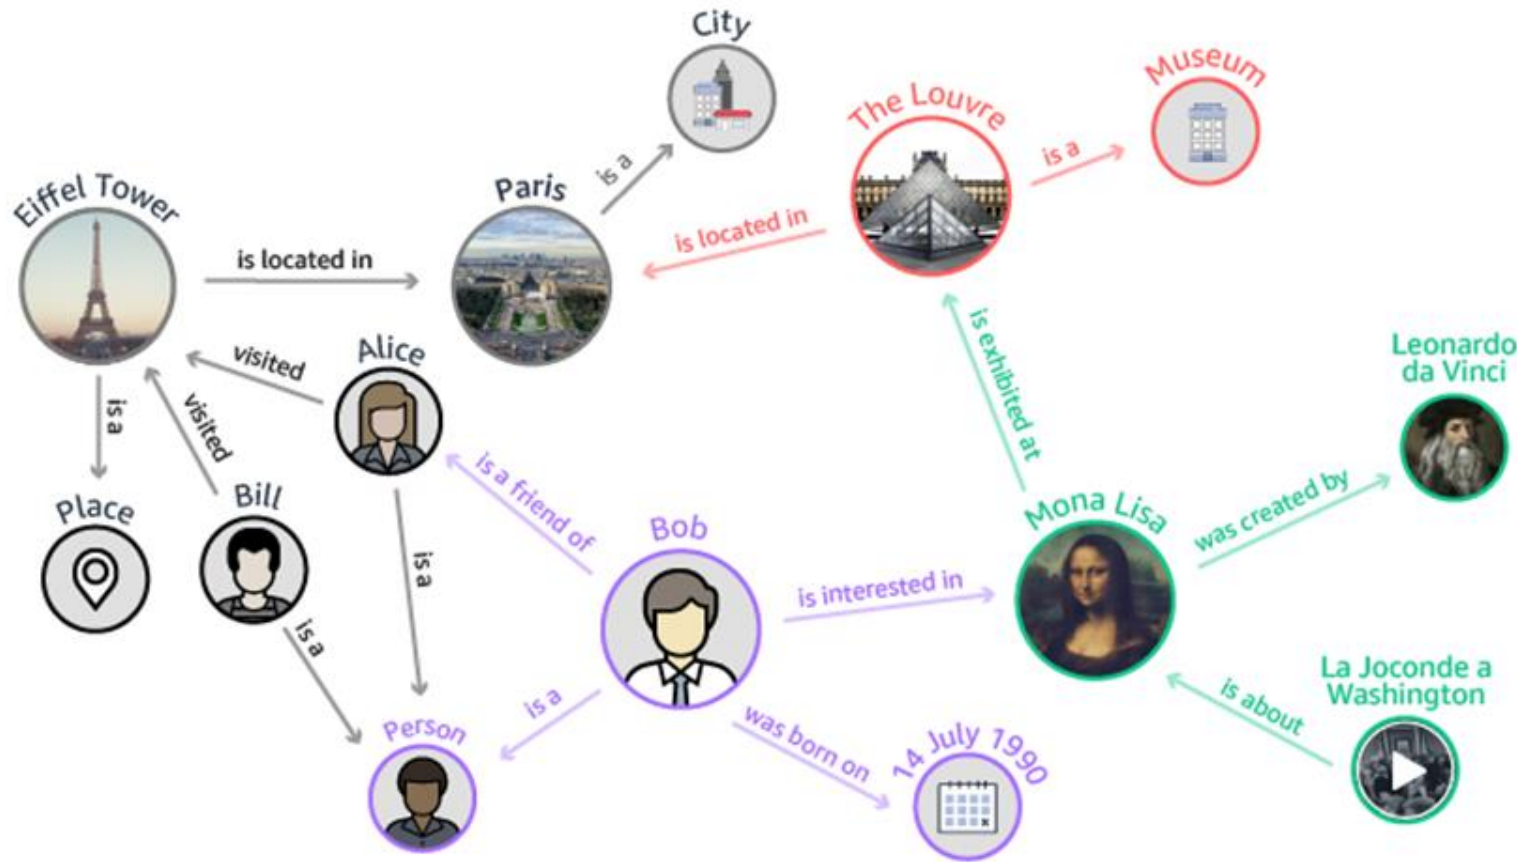 City
Museum
The Louvre
is a
is a
Eiffel Tower
Paris
is located in
is located in
Alice
visited
visited
is a
is exhibited at
Leonardo
da Vinci
Place
Bill
is a friend of
Bob
Mona Lisa
was created by
is a
is interested in
is a
La Joconde a
Washington
is about
Person
is a
was born on
14 July 1990